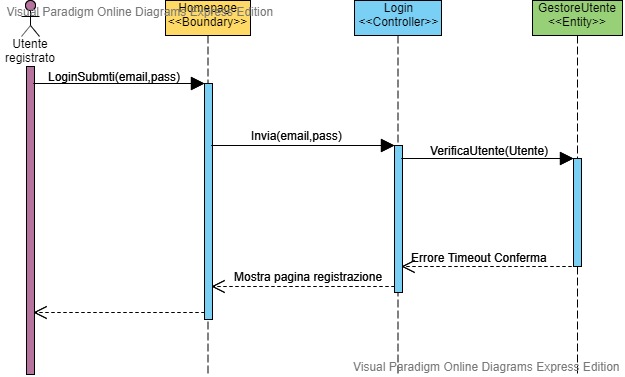 Visual Paradigm Online Diagrams Express Edition
Homepage
<<Boundary>>
Login
<<Controller>>
GestoreUtente
<<Entity>>
Utente
registrato
LoginSubmti(email,pass)
Invia(email,pass)
VerificaUtente(Utente)
Errore Timeout Conferma
Mostra pagina registrazione
Visual Paradigm Online Diagrams Express Edition